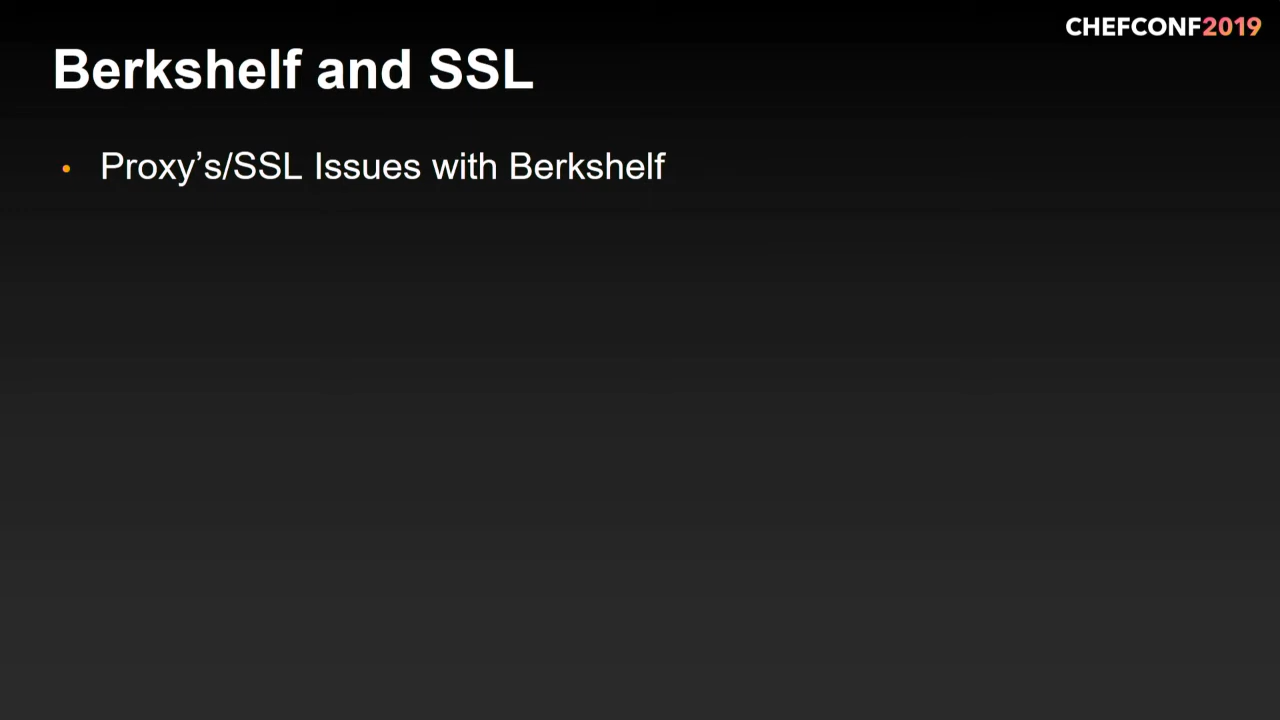 CHEFCONF2019
Berkshelf and SSL
• Proxy’s/SSL Issues with Berkshelf